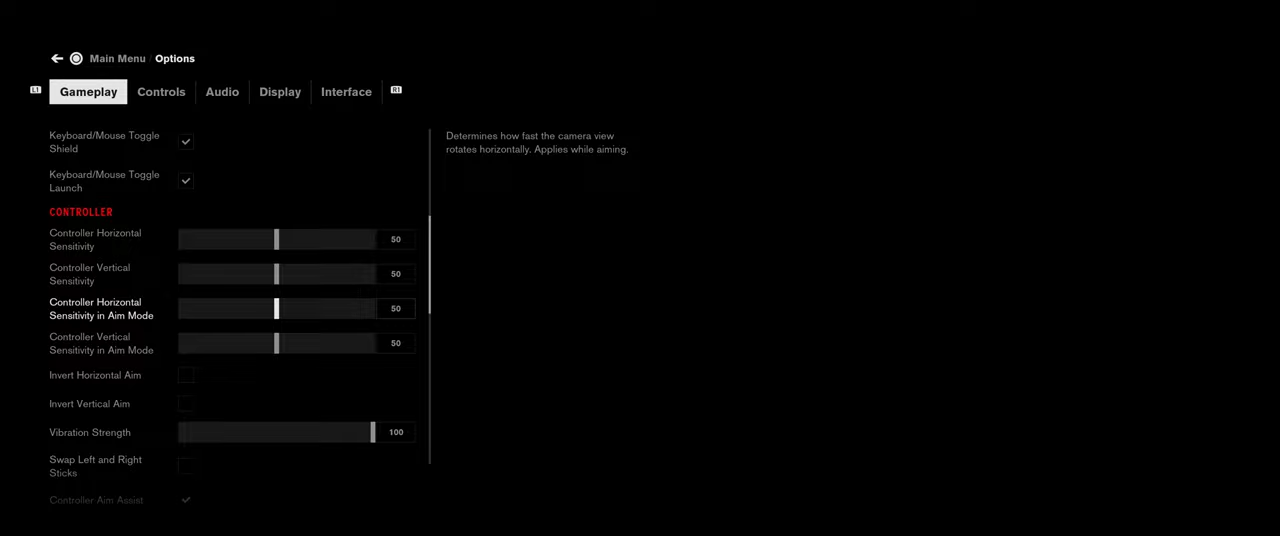 Main Menu / Options
L1 Gameplay Controls Audio Display Interface R1
Keyboard/Mouse Toggle
Shield
Determines how fast the camera view
rotates horizontally. Applies while aiming.
Keyboard/Mouse Toggle
Launch
CONTROLLER
Controller Horizontal
Sensitivity
50
Controller Vertical
Sensitivity
50
Controller Horizontal
Sensitivity in Aim Mode
50
Controller Vertical
Sensitivity in Aim Mode
50
Invert Horizontal Aim
Invert Vertical Aim
Vibration Strength 100
Swap Left and Right
Sticks
Controller Aim Assist